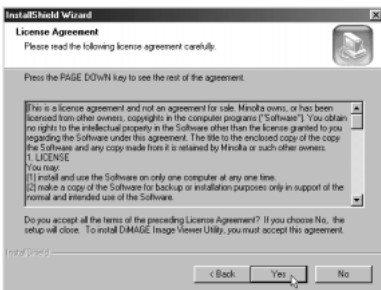 InstallShield Wizard
License Agreement
Please read the following license agreement carefully.
Press the PAGE DOWN key to see the rest of the agreement.
This is a license agreement and not an agreement for sale. Minolta owns, or has been
licensed from other owners, copyrights in the computer programs ("Software"). You obtain
no rights to the intellectual property in the Software other than the license granted to you
regarding the Software under this agreement. The title to the enclosed copy of the copy
the Software and any copy made from it is retained by Minolta or such other owners.
1. LICENSE
You may:
(1) install and use the Software on only one computer at any one time.
(2) make a copy of the Software for backup or installation purposes only in support of the
normal and intended use of the Software.
Do you accept all the terms of the preceding License Agreement? If you choose No, the
setup will close. To install DiMAGE Image Viewer Utility, you must accept this agreement.
InstallShield
< Back Yes No